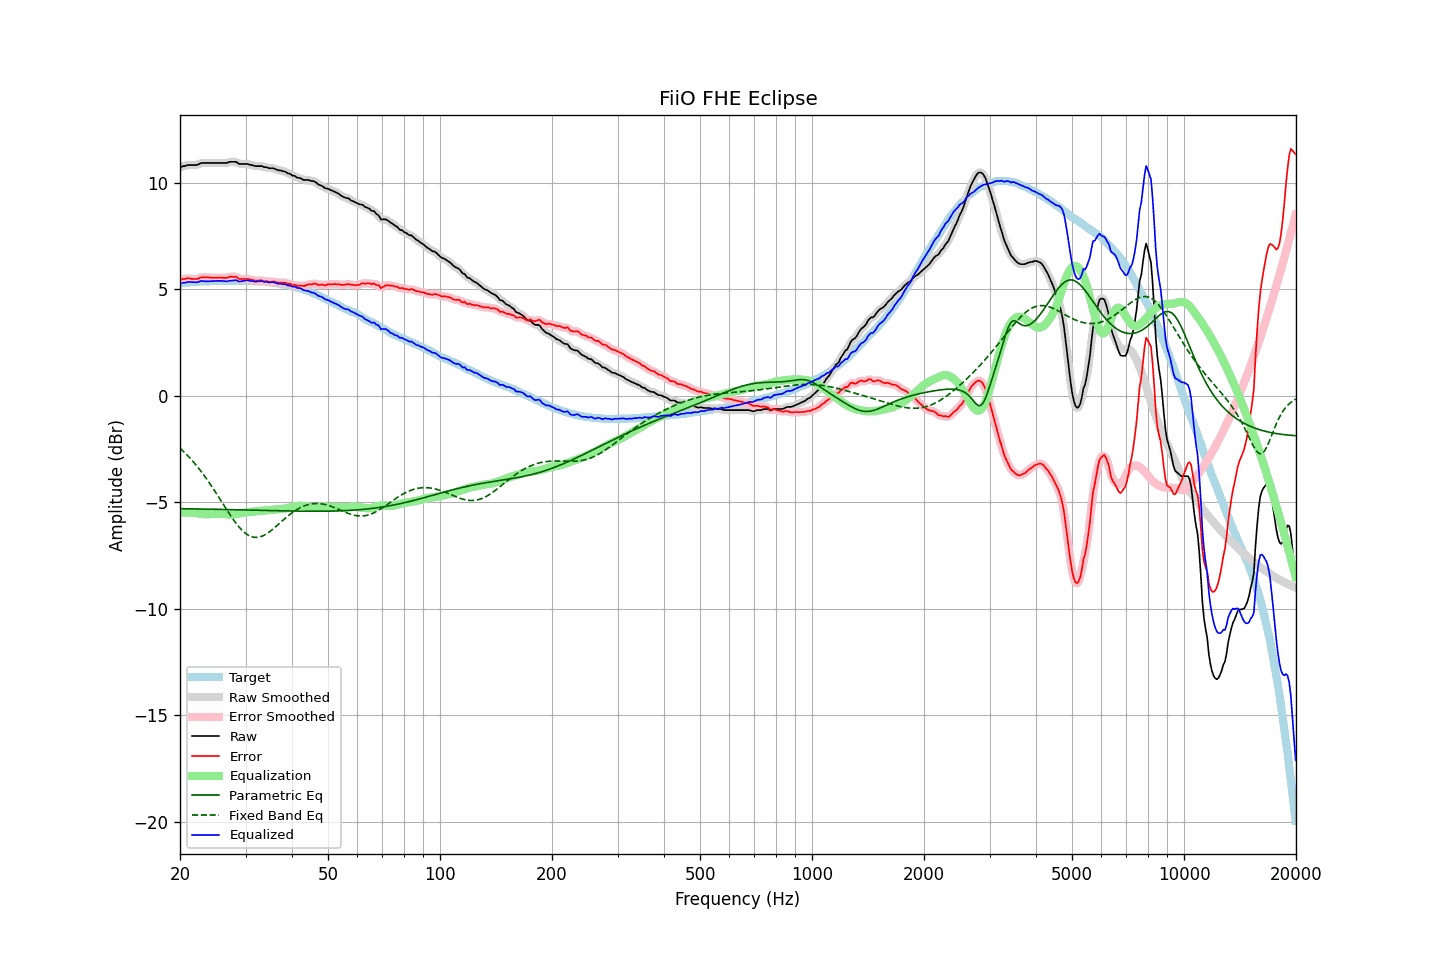 FiiO FHE Eclipse
Amplitude (dBr)
10
5
0
−5
−10
−15
−20
Target
Raw Smoothed
Error Smoothed
Raw
Error
Equalization
Parametric Eq
Fixed Band Eq
Equalized
20 50 100 200 500 1000 2000 5000 10000 20000
Frequency (Hz)